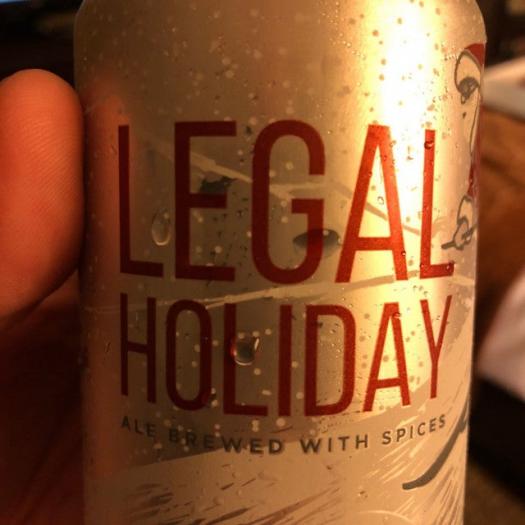 LEGAL
HOLIDAY
ALE BREWED WITH SPICES